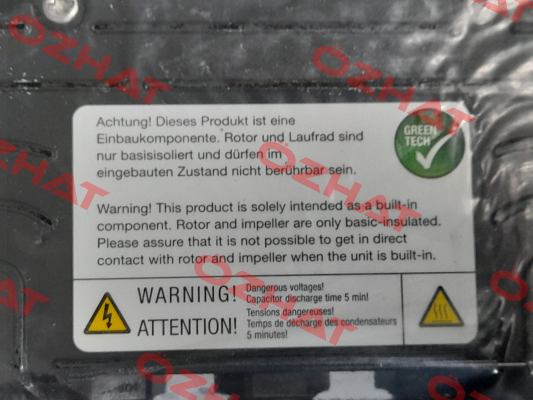 Achtung! Dieses Produkt ist eine
Einbaukomponente. Rotor und Laufrad sind
nur basisisoliert und dürfen im
eingebauten Zustand nicht berührbar sein.
GREEN
TECH
Warning! This product is solely intended as a built-in
component. Rotor and impeller are only basic-insulated.
Please assure that it is not possible to get in direct
contact with rotor and impeller when the unit is built-in.
WARNING!
Dangerous voltages!
Capacitor discharge time 5 min!
ATTENTION!
Tensions dangereuses!
Temps de décharge des condensateurs
5 minutes!
OZHAT
OZHAT
OZHAT
OZHAT
OZHAT
OZHAT
OZHAT